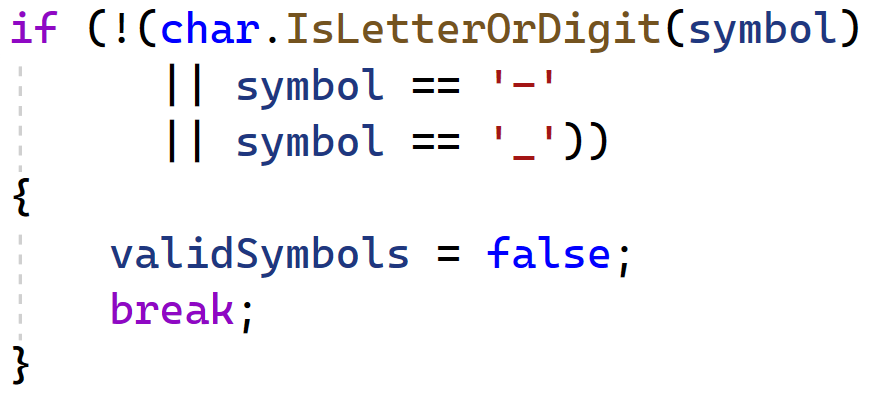 if (!(char.IsLetterOrDigit(symbol)
|| symbol == '-'
|| symbol == '_'))
{
validSymbols = false;
break;
}